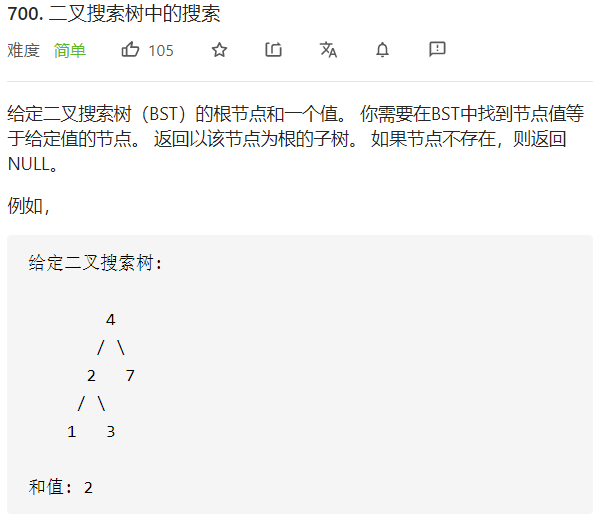 700. 二叉搜索树中的搜索
难度 简单 105
给定二叉搜索树（BST）的根节点和一个值。 你需要在BST中找到节点值等
于给定值的节点。 返回以该节点为根的子树。 如果节点不存在，则返回
NULL。
例如，
给定二叉搜索树:
4
/ \
2 7
/ \
1 3
和值: 2